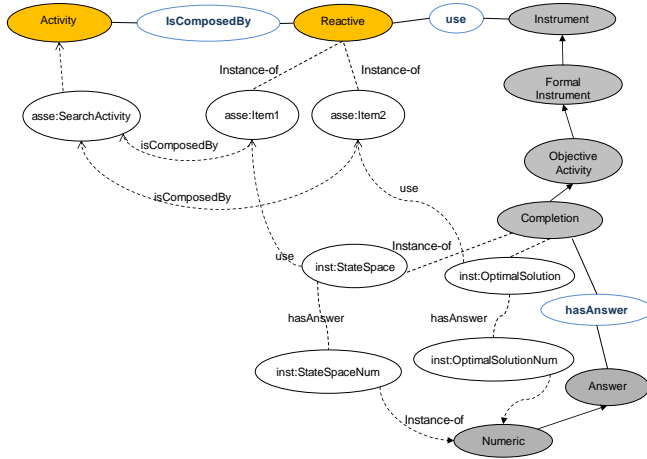 Activity
IsComposedBy
Reactive
use
Instrument
Instance-of
Instance-of
Formal
Instrument
asse:SearchActivity
asse:Item1
asse:Item2
isComposedBy
Objective
Activity
isComposedBy
use
Completion
Instance-of
use
inst:StateSpace
inst:OptimalSolution
hasAnswer
hasAnswer
hasAnswer
inst:StateSpaceNum
inst:OptimalSolutionNum
Answer
Instance-of
Numeric